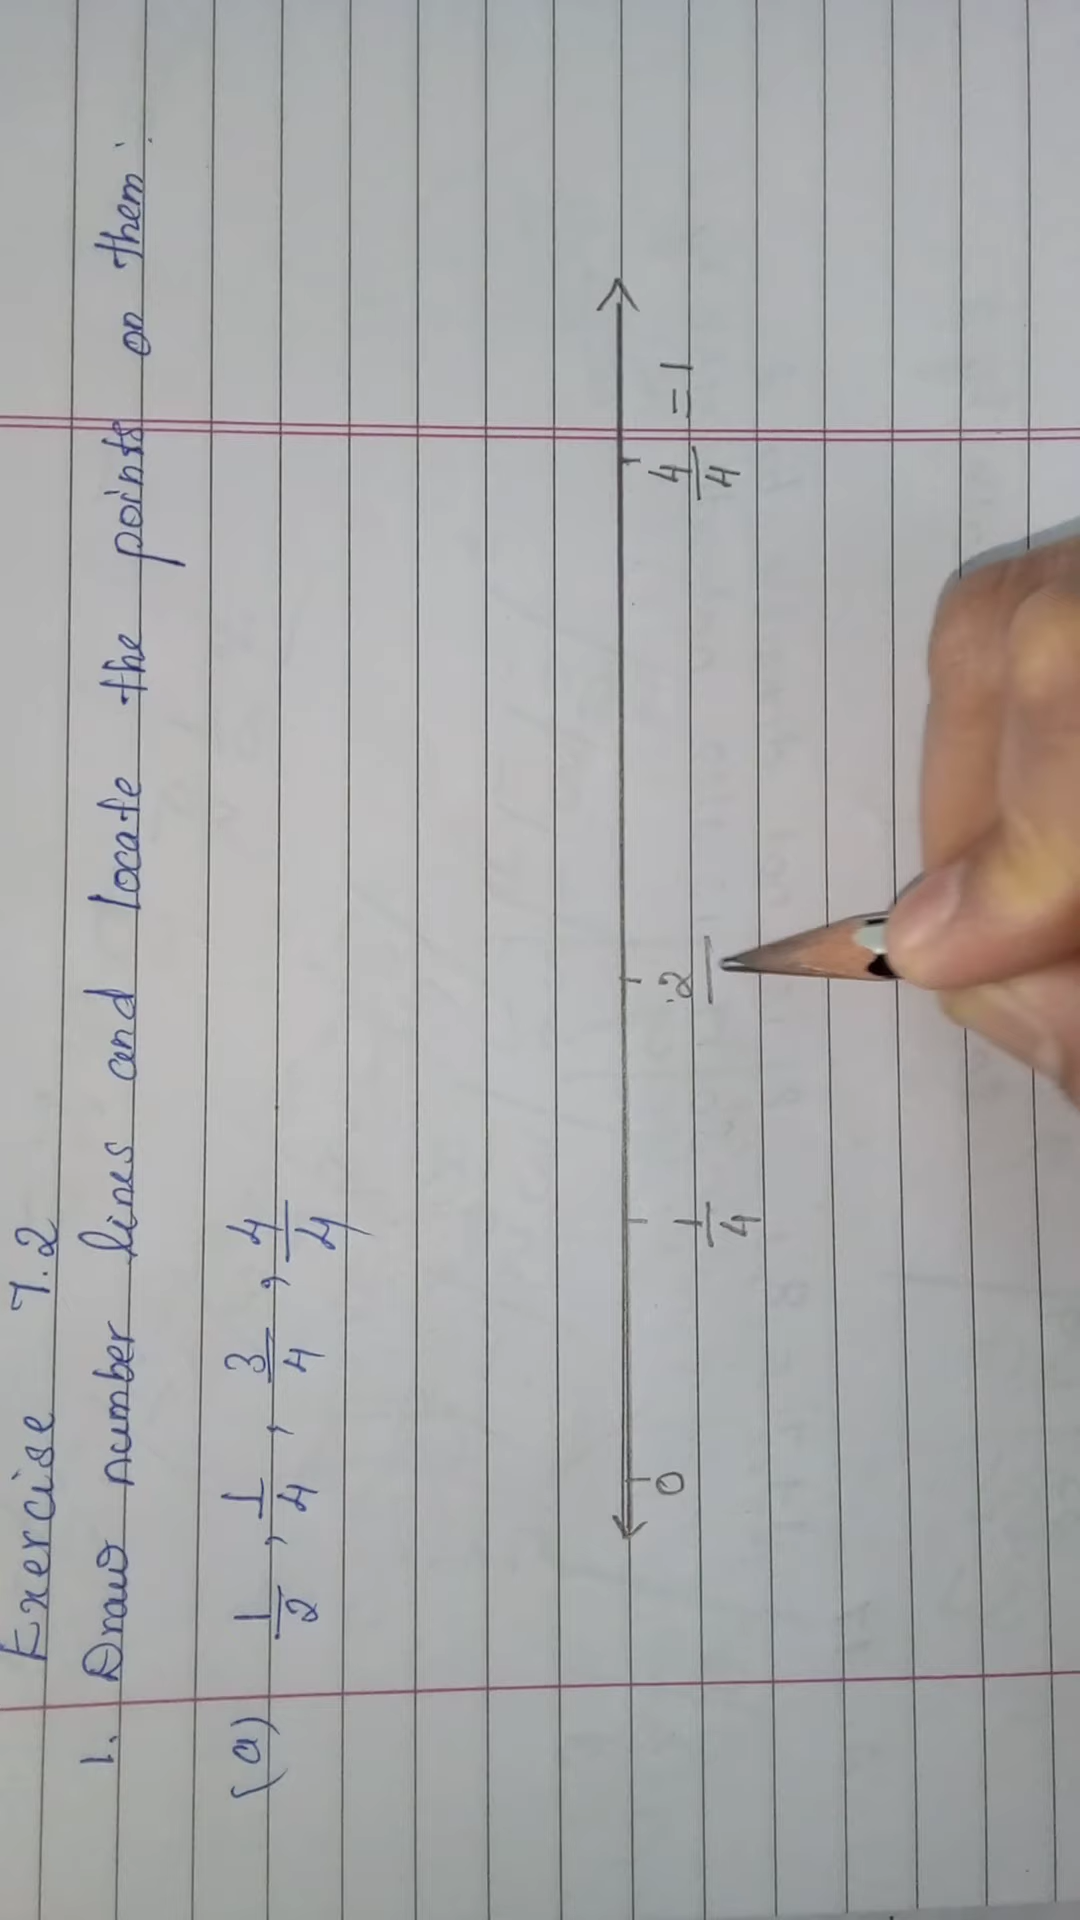 Exercise 7.2
1. Draw number lines and locate the points on them :
(a) 1/2 , 1/4 , 3/4 , 4/4
0 1/4 2/ 4/4 = 1